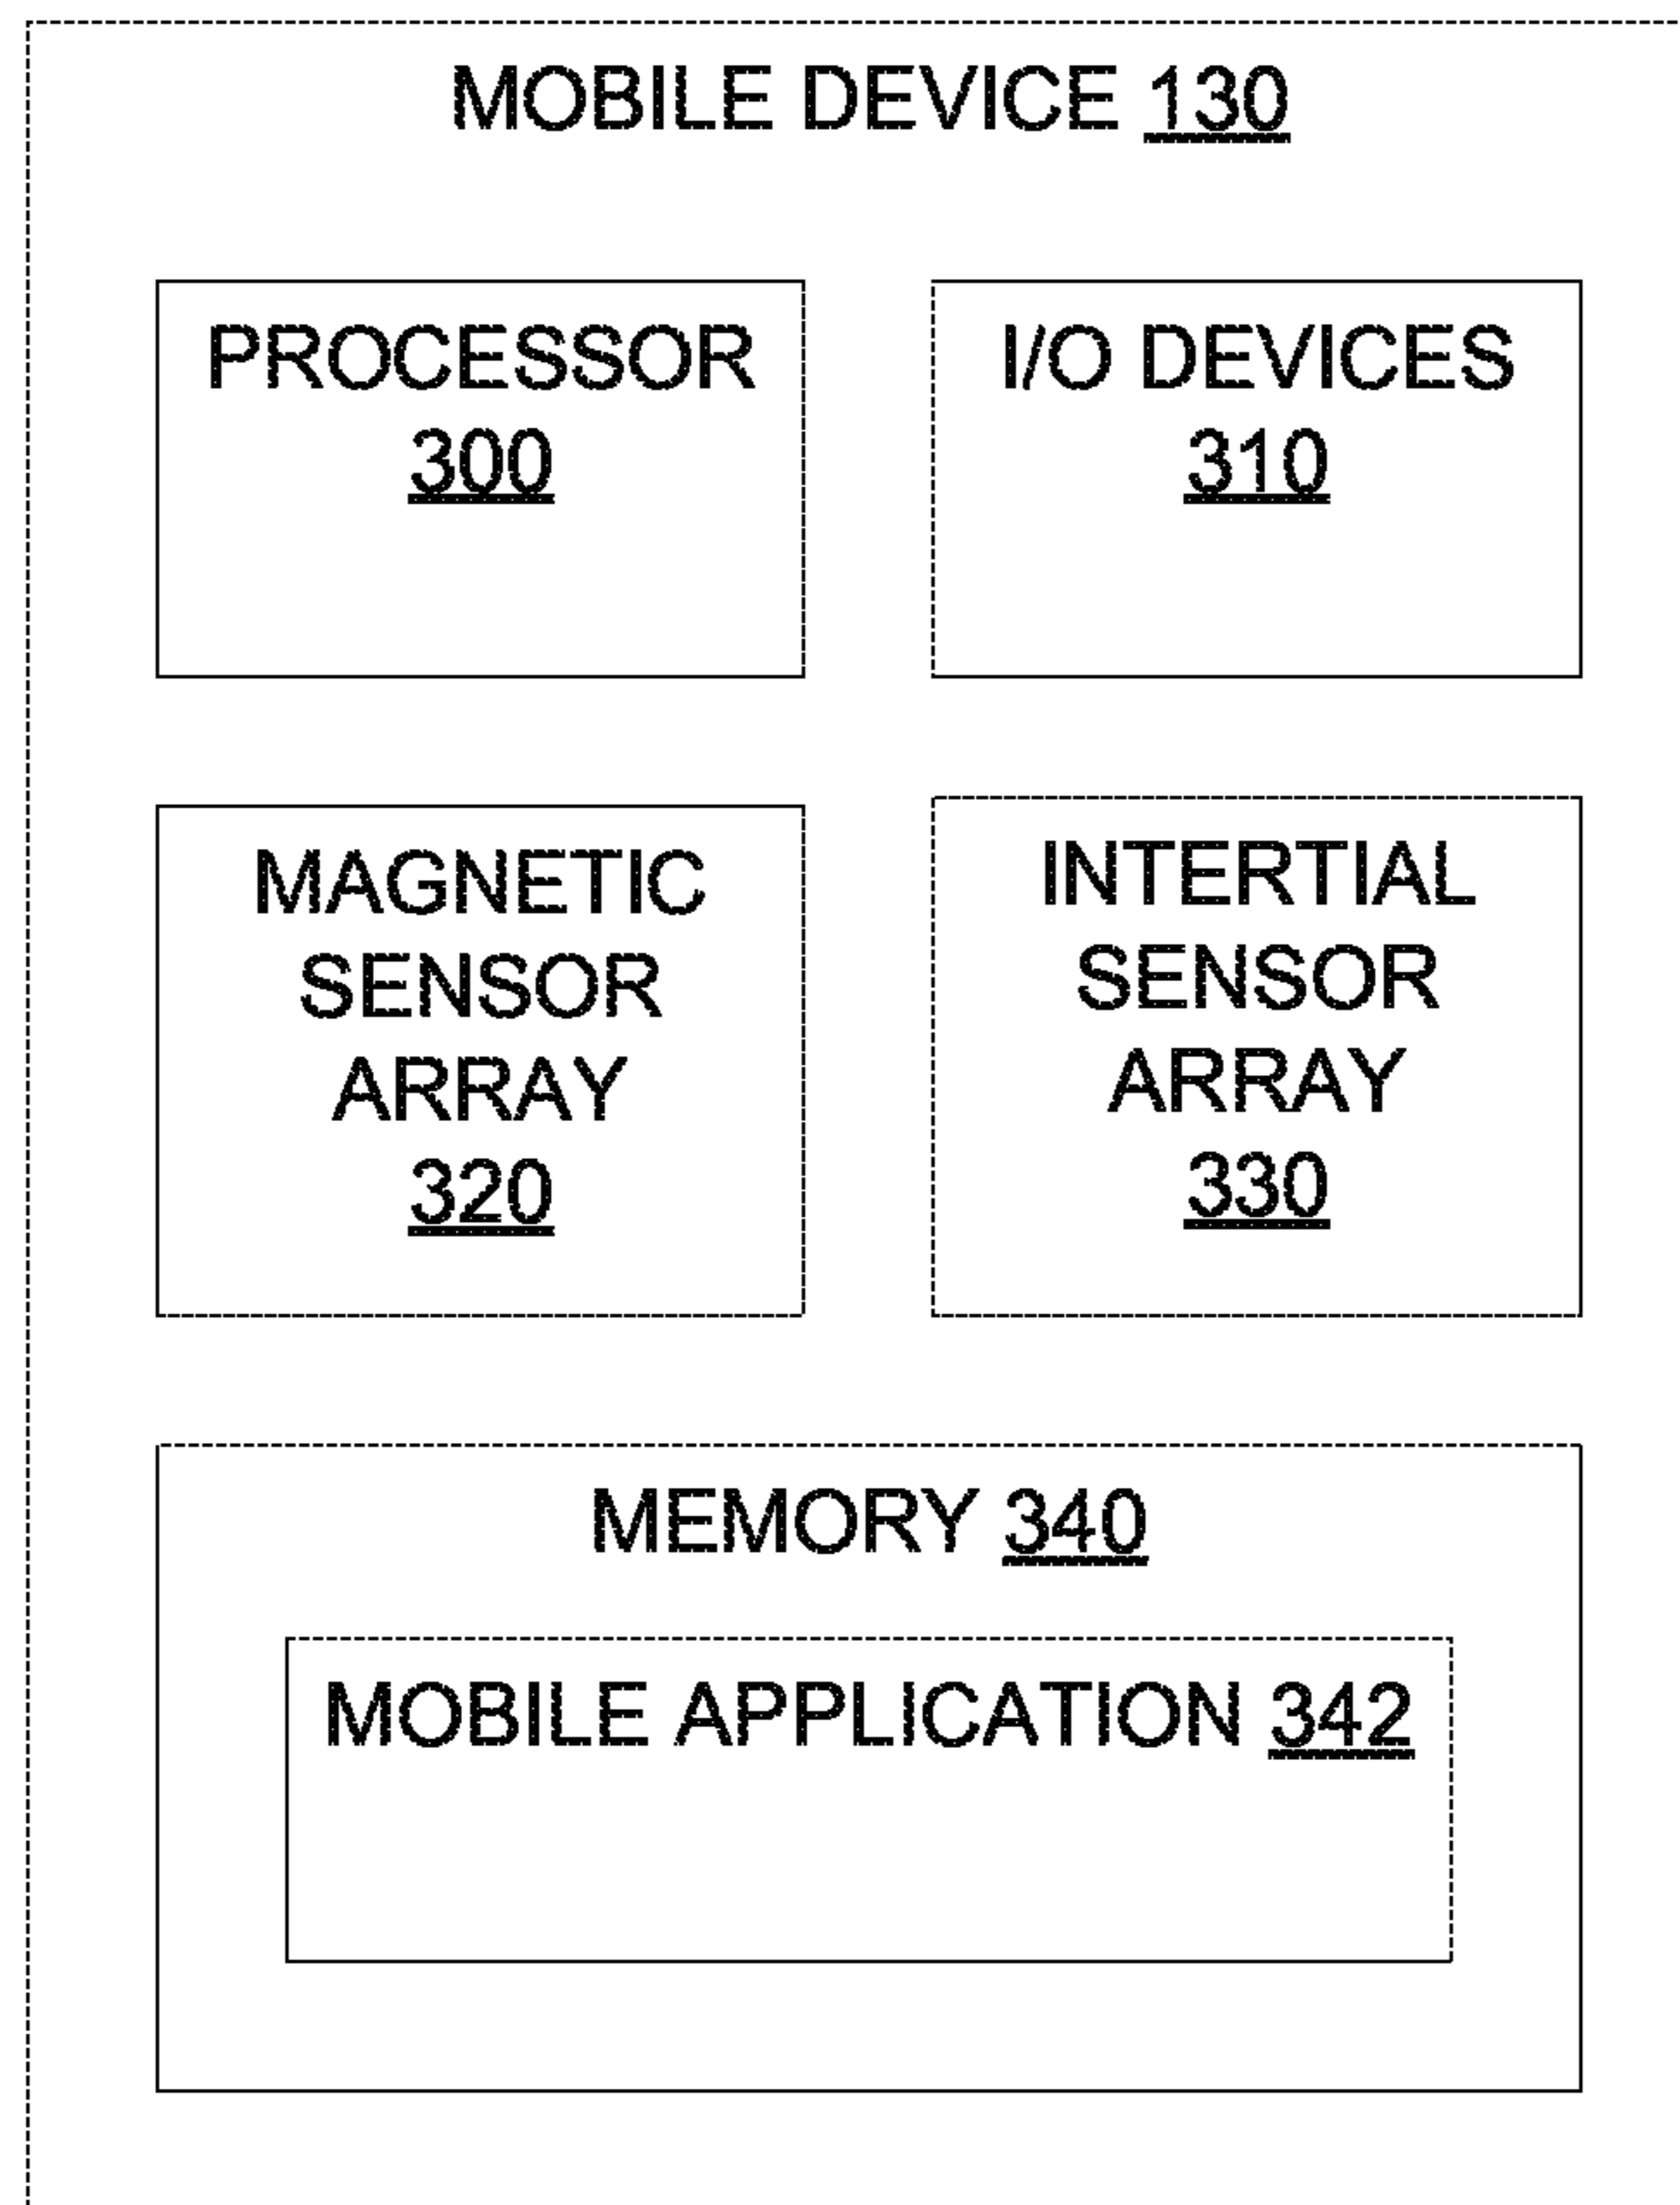 MOBILE DEVICE 130
PROCESSOR
300
I/O DEVICES
310
MAGNETIC
SENSOR
ARRAY
320
INTERTIAL
SENSOR
ARRAY
330
MEMORY 340
MOBILE APPLICATION 342